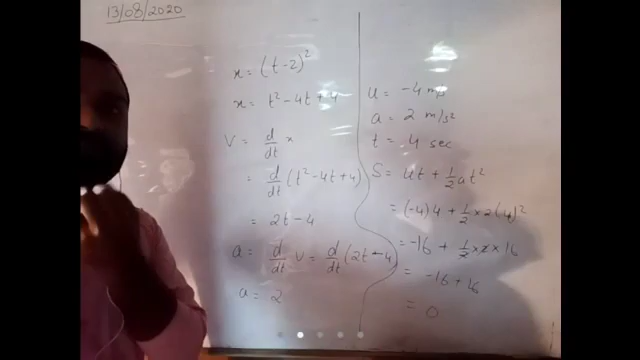 13/08/2020
x = (t-2)²
x = t² - 4t + 4
V = d/dt x
= d/dt (t² - 4t + 4)
= 2t - 4
a = d/dt V = d/dt (2t - 4)
a = 2
u = -4 m/s
a = 2 m/s²
t = 4 sec
S = ut + 1/2 at²
= (-4)4 + 1/2 × 2(4)²
= -16 + 1/2 × 2 × 16
= -16 + 16
= 0